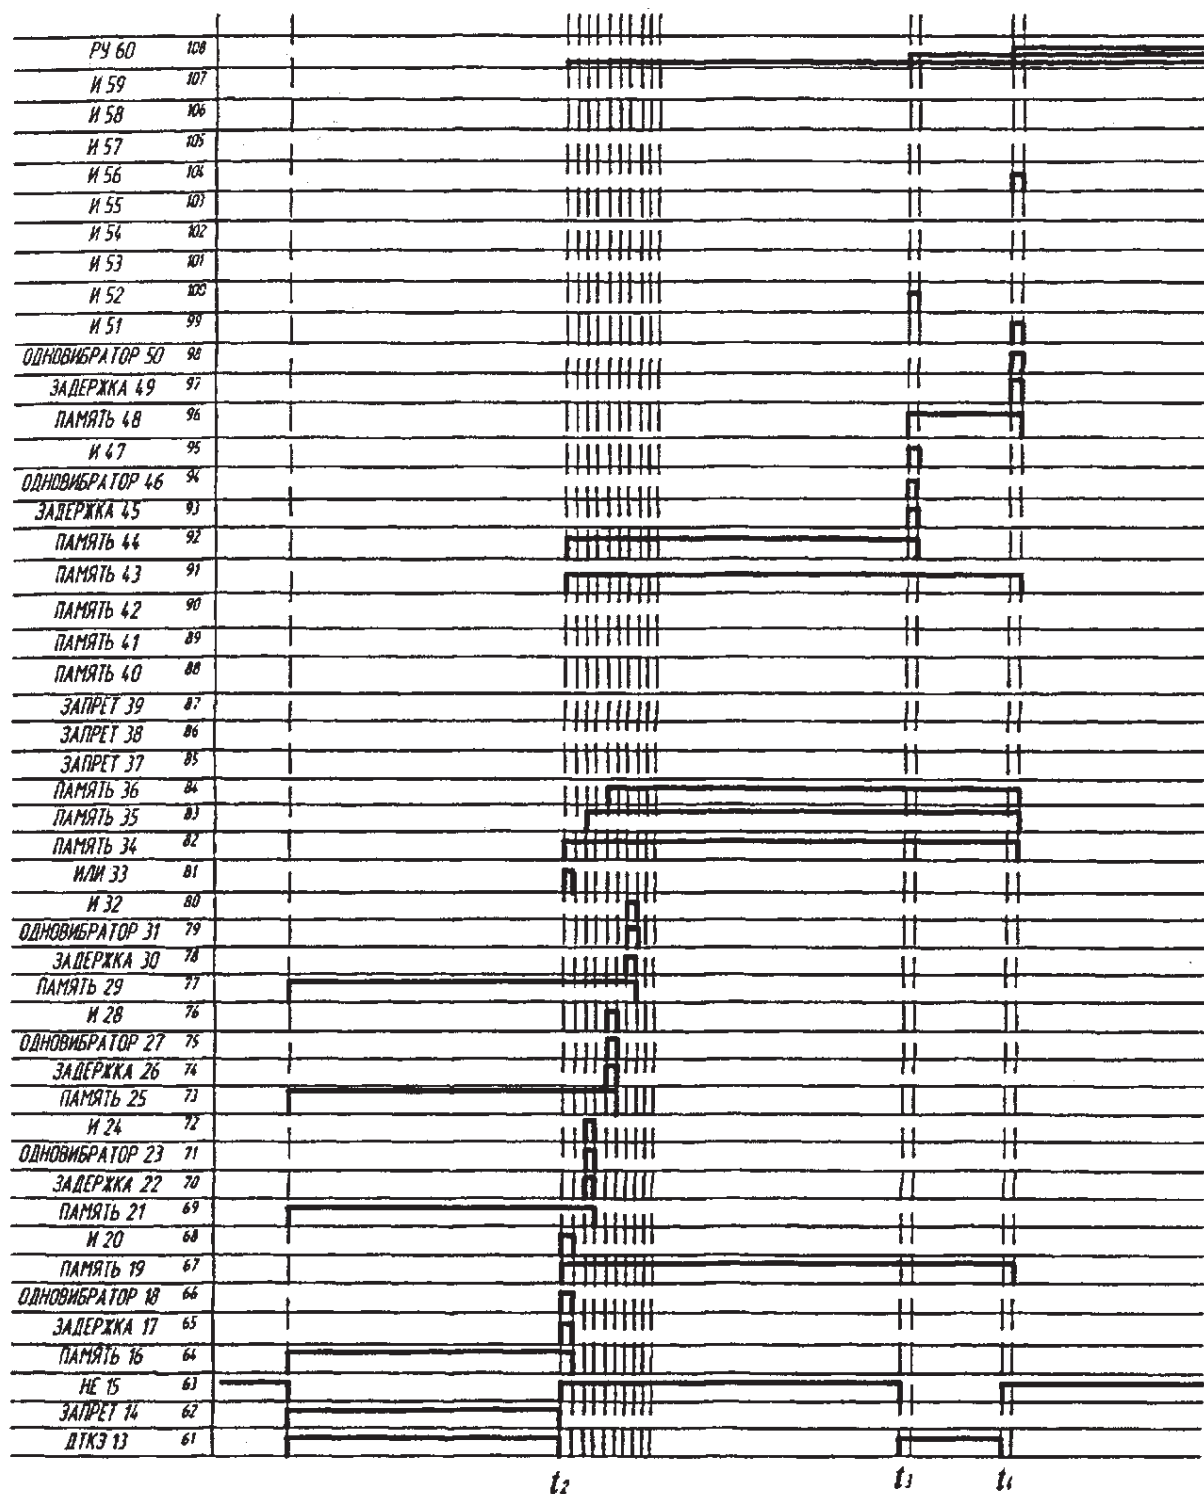 РУ 60 108
И 59 107
И 58 106
И 57 105
И 56 104
И 55 103
И 54 102
И 53 101
И 52 100
И 51 99
ОДНОВИБРАТОР 50 98
ЗАДЕРЖКА 49 97
ПАМЯТЬ 48 96
И 47 95
ОДНОВИБРАТОР 46 94
ЗАДЕРЖКА 45 93
ПАМЯТЬ 44 92
ПАМЯТЬ 43 91
ПАМЯТЬ 42 90
ПАМЯТЬ 41 89
ПАМЯТЬ 40 88
ЗАПРЕТ 39 87
ЗАПРЕТ 38 86
ЗАПРЕТ 37 85
ПАМЯТЬ 36 84
ПАМЯТЬ 35 83
ПАМЯТЬ 34 82
ИЛИ 33 81
И 32 80
ОДНОВИБРАТОР 31 79
ЗАДЕРЖКА 30 78
ПАМЯТЬ 29 77
И 28 76
ОДНОВИБРАТОР 27 75
ЗАДЕРЖКА 26 74
ПАМЯТЬ 25 73
И 24 72
ОДНОВИБРАТОР 23 71
ЗАДЕРЖКА 22 70
ПАМЯТЬ 21 69
И 20 68
ПАМЯТЬ 19 67
ОДНОВИБРАТОР 18 66
ЗАДЕРЖКА 17 65
ПАМЯТЬ 16 64
НЕ 15 63
ЗАПРЕТ 14 62
ДТКЭ 13 61
t2 t3 t4